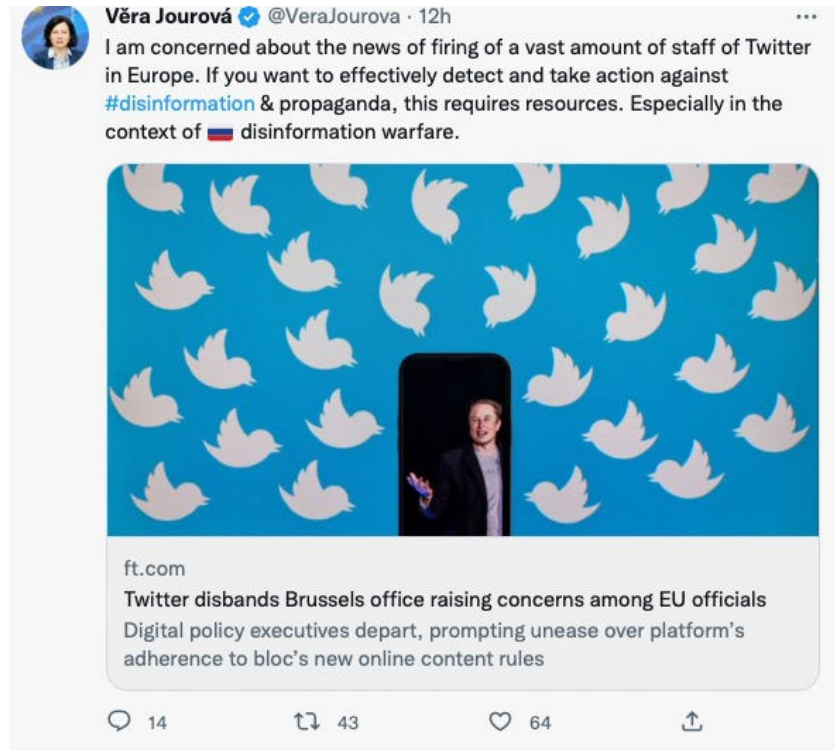 Věra Jourová @VeraJourova · 12h
I am concerned about the news of firing of a vast amount of staff of Twitter
in Europe. If you want to effectively detect and take action against
#disinformation & propaganda, this requires resources. Especially in the
context of 🇷🇺 disinformation warfare.
ft.com
Twitter disbands Brussels office raising concerns among EU officials
Digital policy executives depart, prompting unease over platform's
adherence to bloc's new online content rules
14 43 64